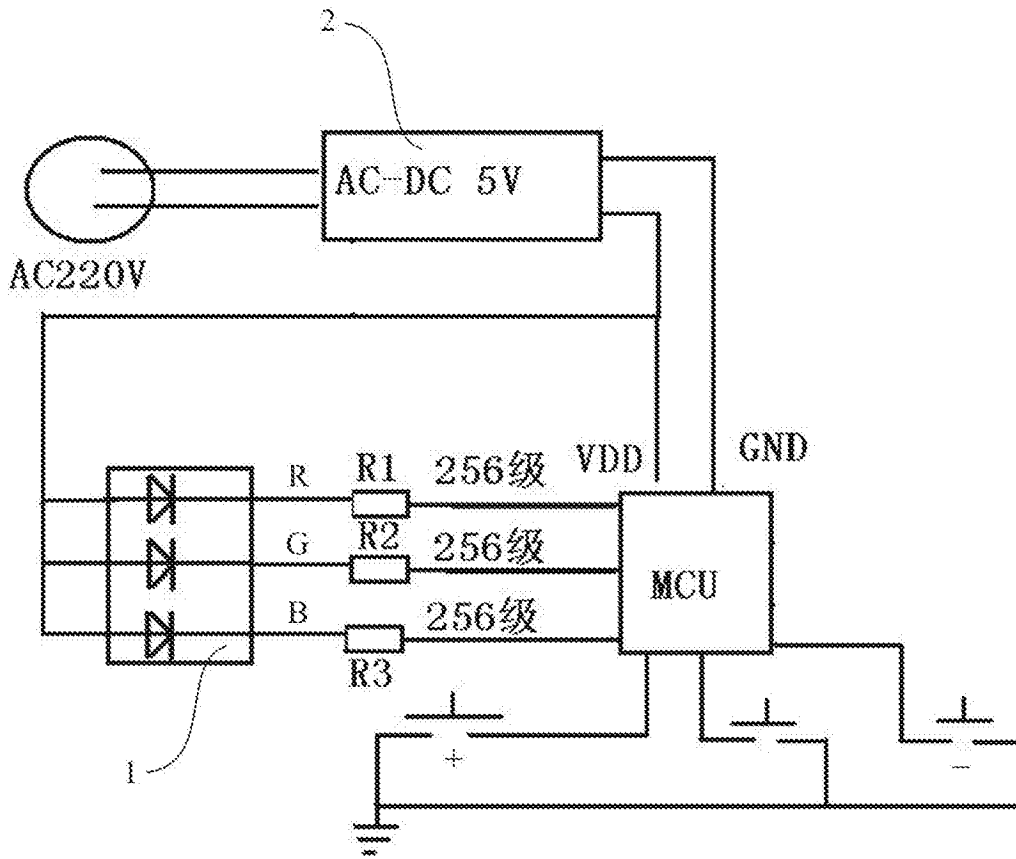 2
AC-DC 5V
AC220V
VDD
GND
R
R1
256级
G
R2
256级
B
R3
256级
MCU
+
−
1